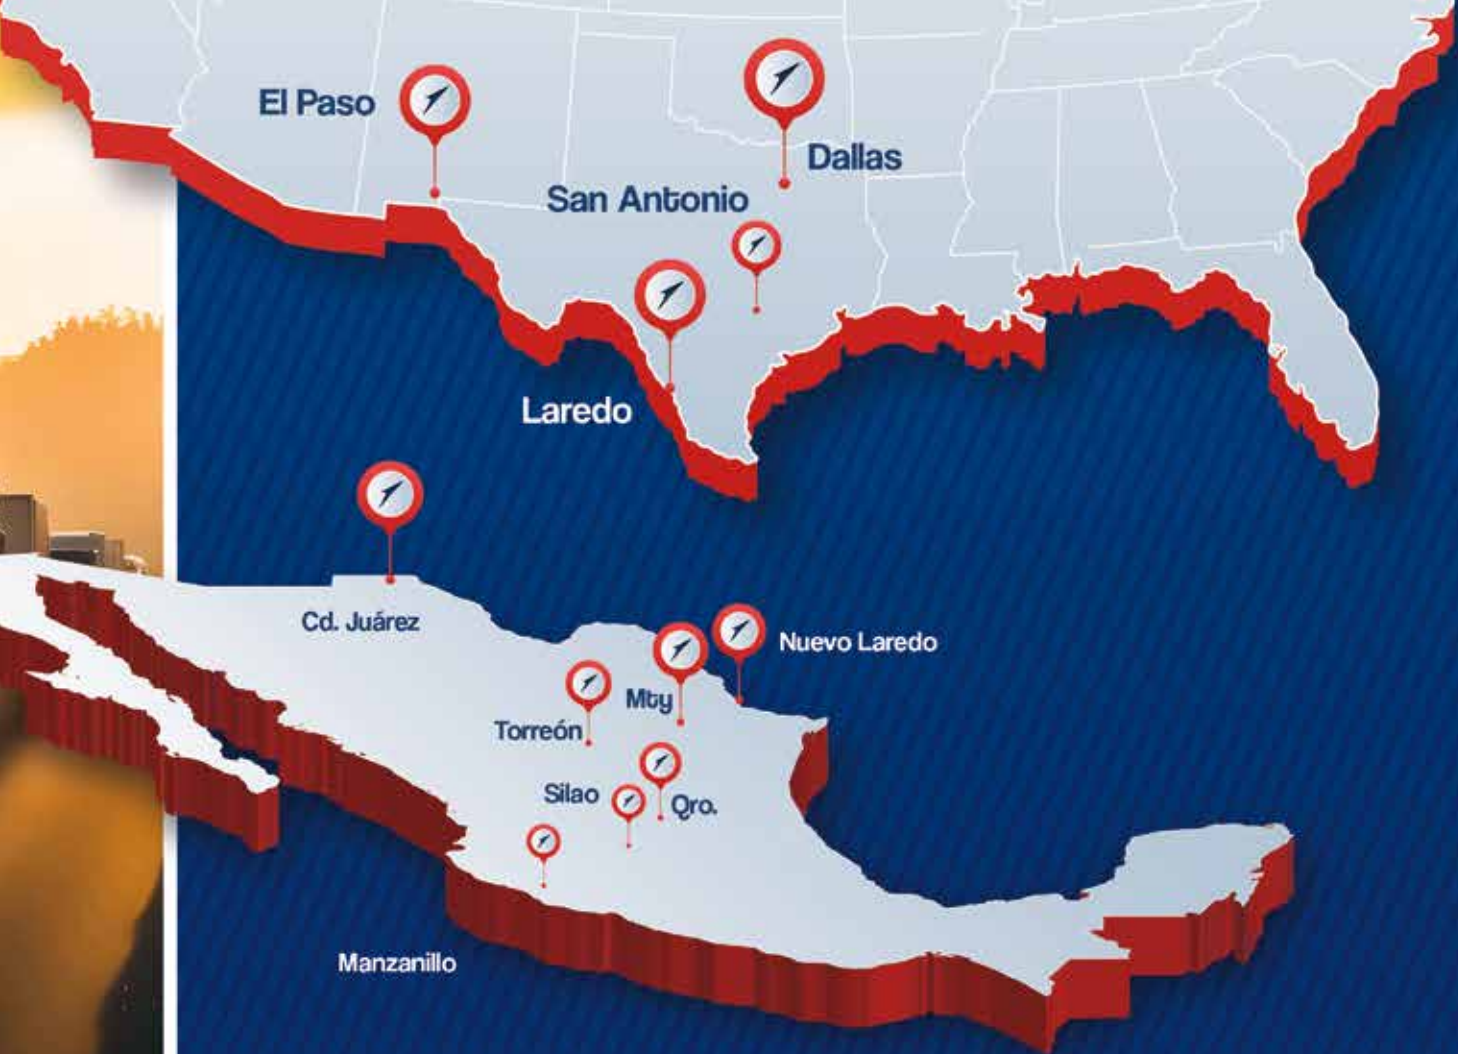 El Paso
Dallas
San Antonio
Laredo
Cd. Juárez
Nuevo Laredo
Mty
Torreón
Silao
Qro.
Manzanillo